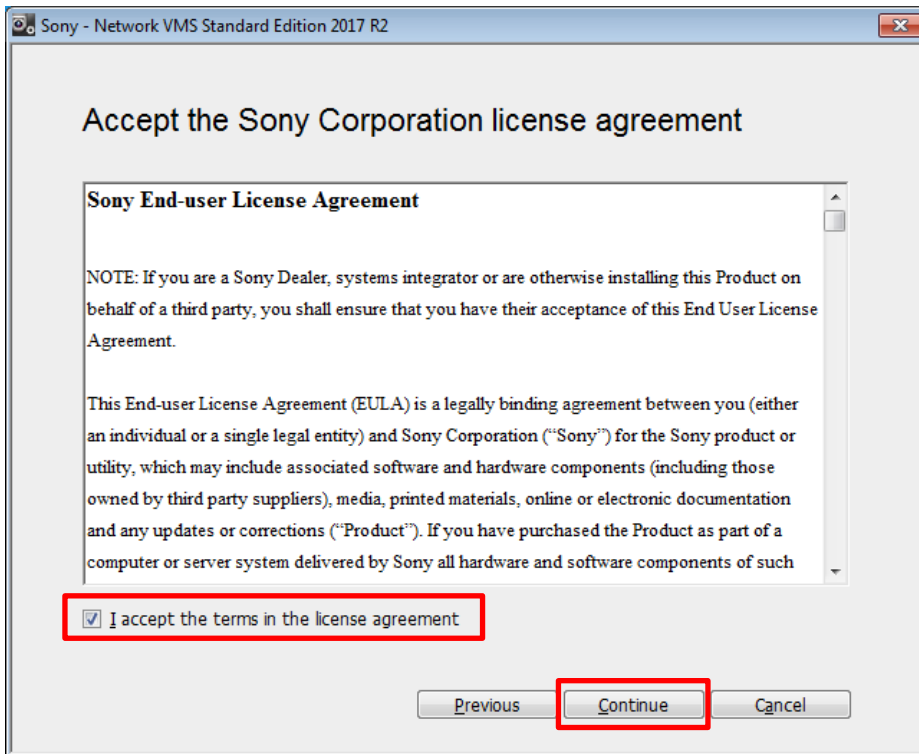 Sony - Network VMS Standard Edition 2017 R2
Accept the Sony Corporation license agreement
Sony End-user License Agreement
NOTE: If you are a Sony Dealer, systems integrator or are otherwise installing this Product on
behalf of a third party, you shall ensure that you have their acceptance of this End User License
Agreement.
This End-user License Agreement (EULA) is a legally binding agreement between you (either
an individual or a single legal entity) and Sony Corporation (“Sony”) for the Sony product or
utility, which may include associated software and hardware components (including those
owned by third party suppliers), media, printed materials, online or electronic documentation
and any updates or corrections (“Product”). If you have purchased the Product as part of a
computer or server system delivered by Sony all hardware and software components of such
I accept the terms in the license agreement
Previous Continue Cancel